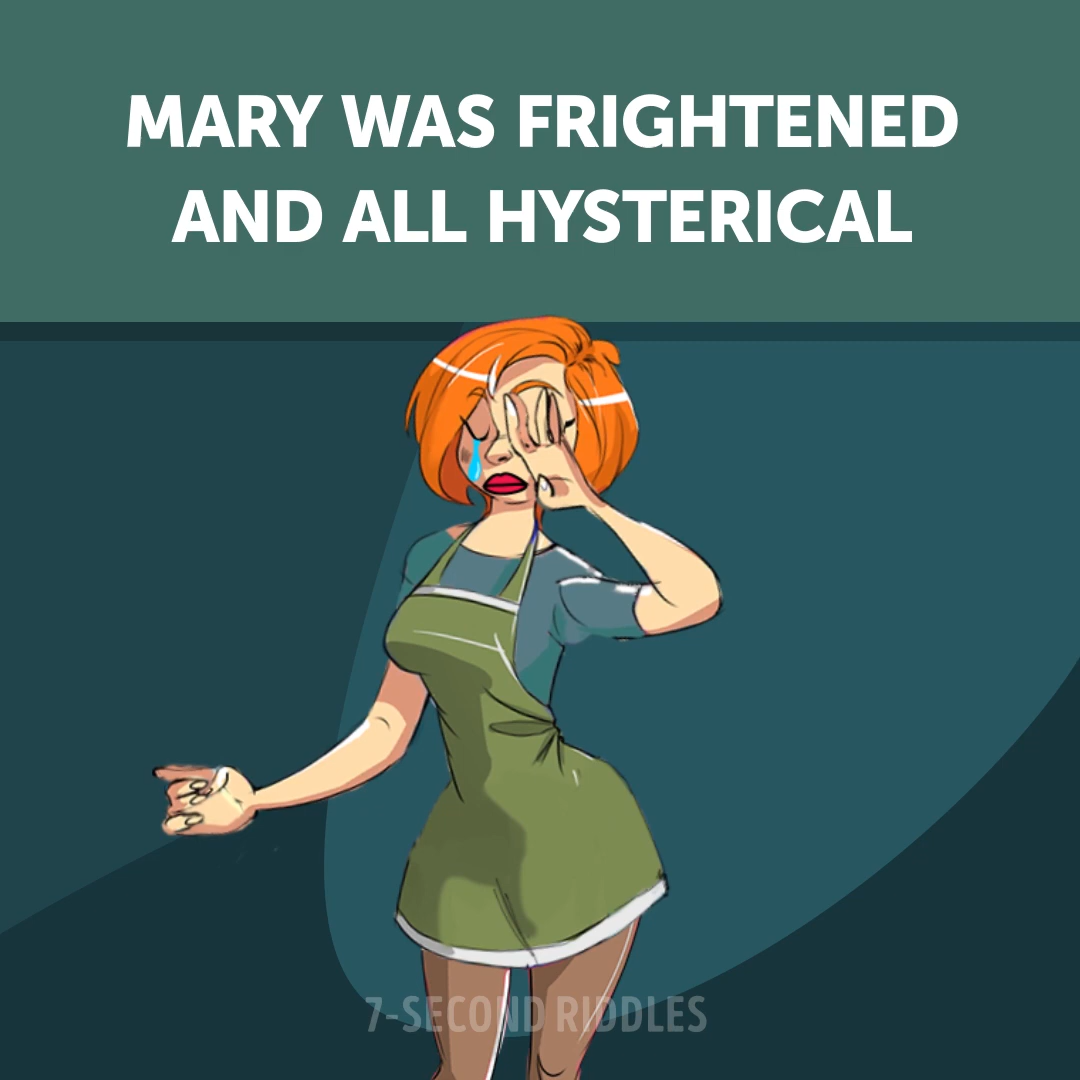 MARY WAS FRIGHTENED
AND ALL HYSTERICAL
7-SECOND RIDDLES